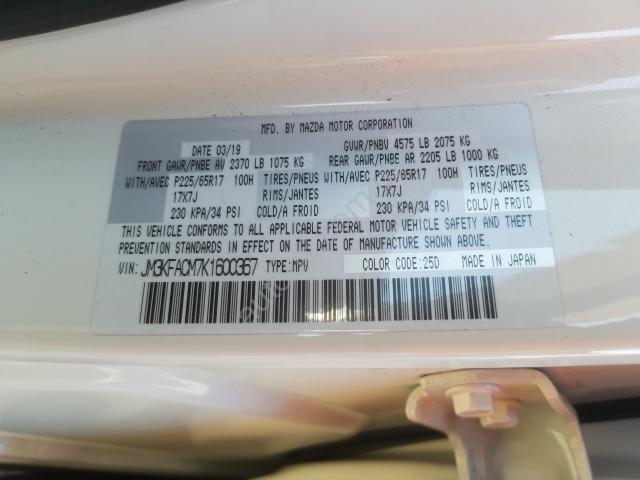 MFD. BY MAZDA MOTOR CORPORATION
DATE 03/19 GVWR/PNBV 4575 LB 2075 KG
FRONT GAWR/PNBE AV 2370 LB 1075 KG REAR GAWR/PNBE AR 2205 LB 1000 KG
WITH/AVEC P225/65R17 100H TIRES/PNEUS WITH/AVEC P225/65R17 100H TIRES/PNEUS
17X7J RIMS/JANTES 17X7J RIMS/JANTES
230 KPA/34 PSI COLD/A FROID 230 KPA/34 PSI COLD/A FROID
THIS VEHICLE CONFORMS TO ALL APPLICABLE FEDERAL MOTOR VEHICLE SAFETY AND THEFT
PREVENTION STANDARDS IN EFFECT ON THE DATE OF MANUFACTURE SHOWN ABOVE.
VIN: JM3KFACM7K1600367 TYPE:MPV COLOR CODE:25D MADE IN JAPAN